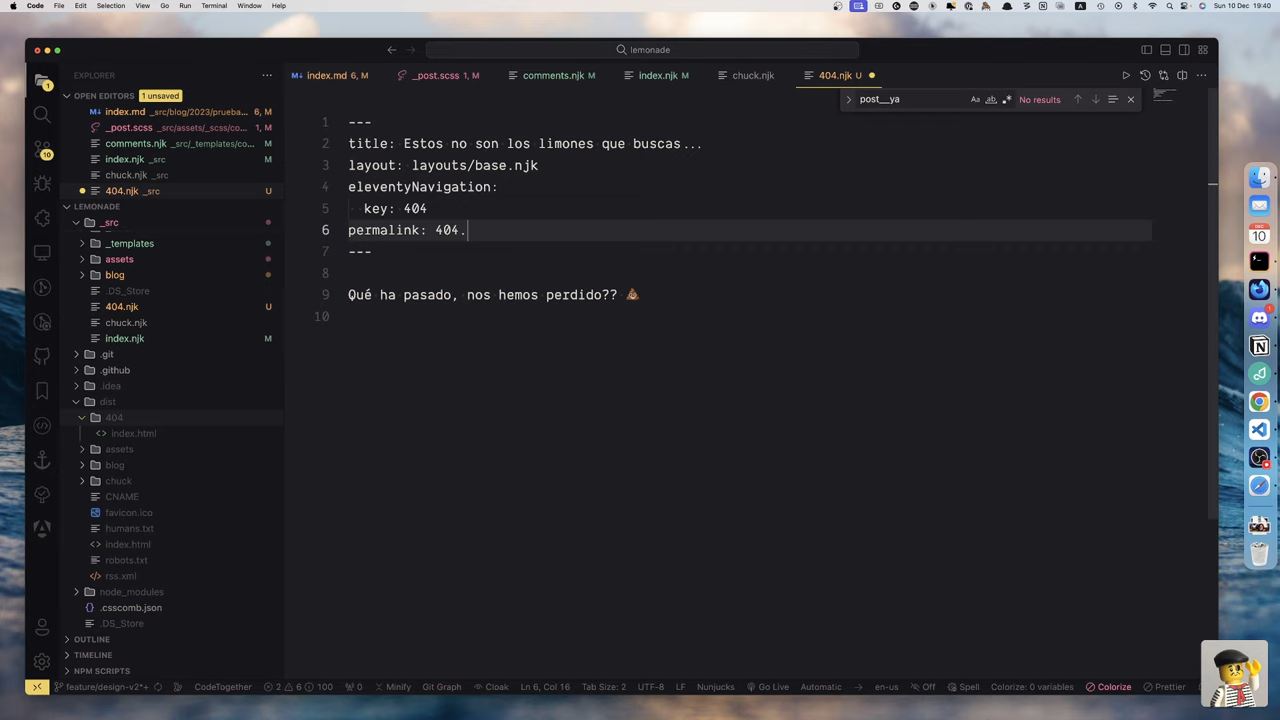 Code File Edit Selection View Go Run Terminal Window Help
Sun 10 Dec 19:40
lemonade
EXPLORER
index.md 6, M
_post.scss 1, M
comments.njk M
index.njk M
chuck.njk
404.njk U
OPEN EDITORS 1 unsaved
index.md _src/blog/2023/prueba... 6, M
_post.scss _src/assets/_scss/co... 1, M
comments.njk _src/_templates/co... M
index.njk _src M
chuck.njk _src
404.njk _src U
LEMONADE
_src
_templates
assets
blog
.DS_Store
404.njk U
chuck.njk
index.njk M
.git
.github
.idea
dist
404
index.html
assets
blog
chuck
CNAME
favicon.ico
humans.txt
index.html
robots.txt
rss.xml
node_modules
.csscomb.json
.DS_Store
OUTLINE
TIMELINE
NPM SCRIPTS
post__ya Aa ab No results
1 ---
2 title: Estos no son los limones que buscas...
3 layout: layouts/base.njk
4 eleventyNavigation:
5 key: 404
6 permalink: 404.
7 ---
8
9 Qué ha pasado, nos hemos perdido?? 💩
10
feature/design-v2*+ CodeTogether 2 6 100 0 Minify Git Graph Cloak Ln 6, Col 16 Tab Size: 2 UTF-8 LF Nunjucks Go Live Automatic en-us Off Spell Colorize: 0 variables Colorize Prettier